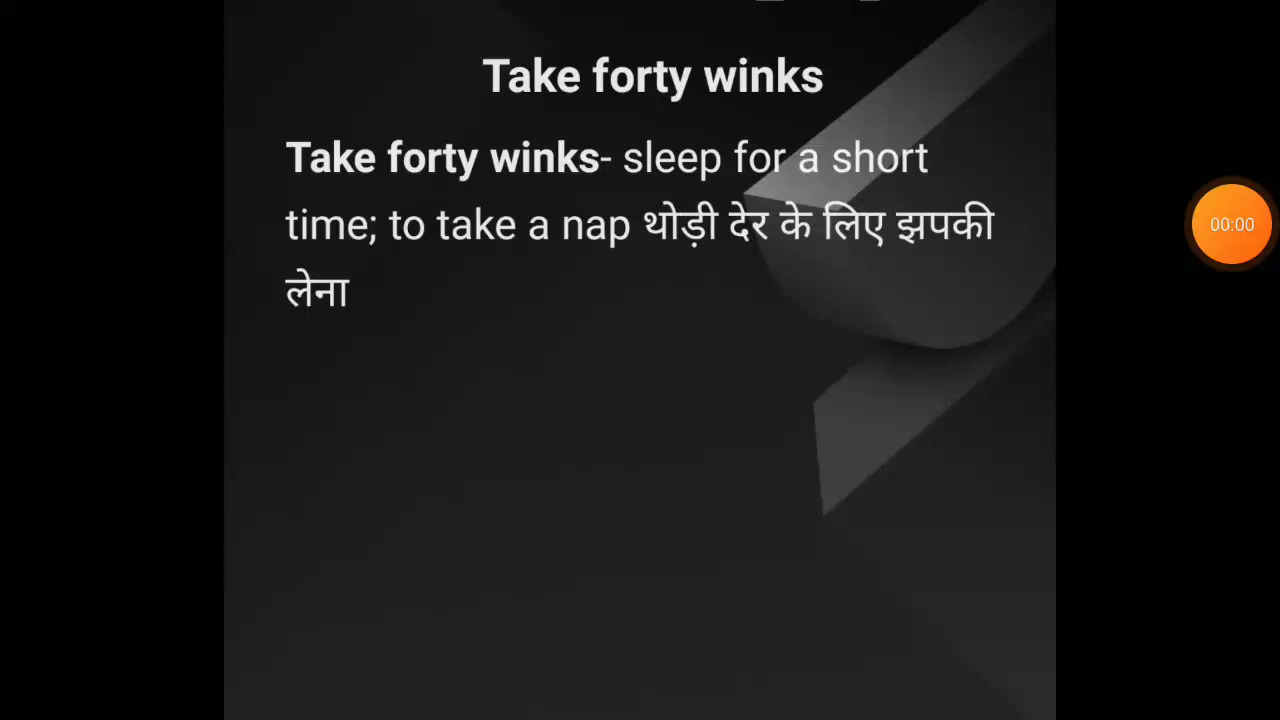 Take forty winks
Take forty winks- sleep for a short
time; to take a nap थोड़ी देर के लिए झपकी
लेना
00:00